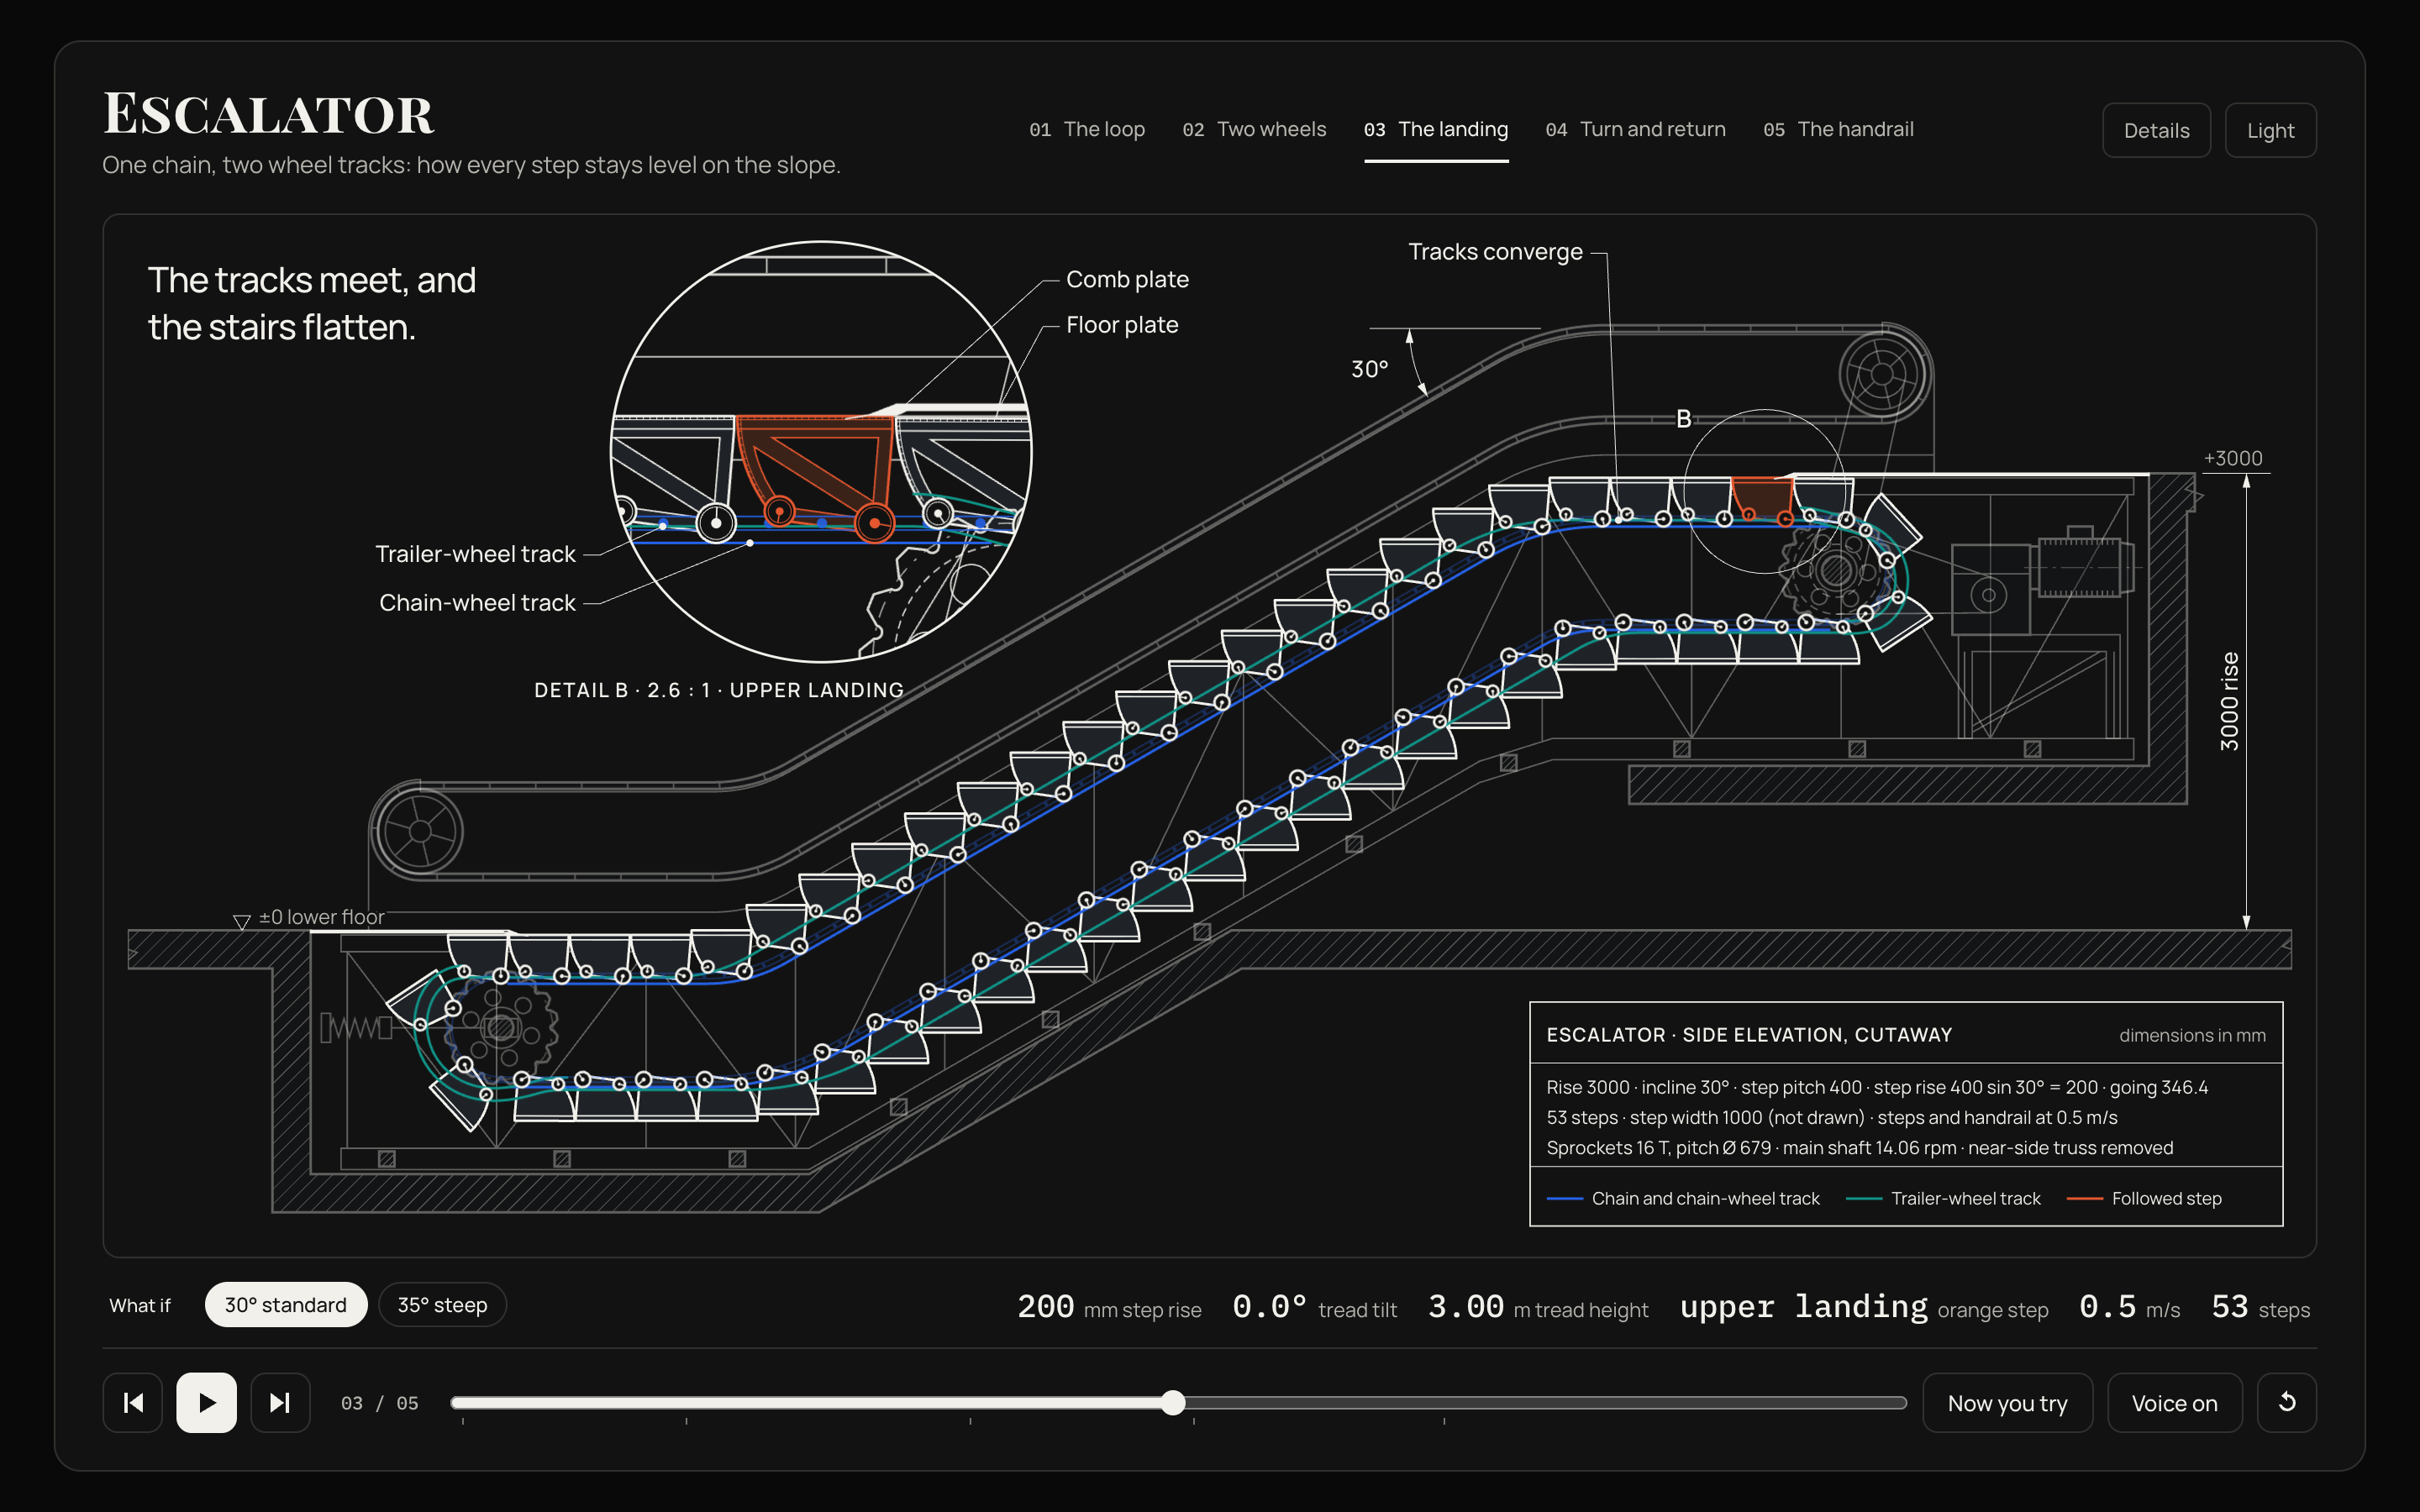 ESCALATOR
One chain, two wheel tracks: how every step stays level on the slope.
01 The loop
02 Two wheels
03 The landing
04 Turn and return
05 The handrail
Details
Light
The tracks meet, and
the stairs flatten.
Comb plate
Floor plate
Tracks converge
30°
B
+3000
Trailer-wheel track
Chain-wheel track
DETAIL B · 2.6 : 1 · UPPER LANDING
3000 rise
±0 lower floor
ESCALATOR · SIDE ELEVATION, CUTAWAY
dimensions in mm
Rise 3000 · incline 30° · step pitch 400 · step rise 400 sin 30° = 200 · going 346.4
53 steps · step width 1000 (not drawn) · steps and handrail at 0.5 m/s
Sprockets 16 T, pitch Ø 679 · main shaft 14.06 rpm · near-side truss removed
Chain and chain-wheel track
Trailer-wheel track
Followed step
What if
30° standard
35° steep
200 mm step rise
0.0° tread tilt
3.00 m tread height
upper landing orange step
0.5 m/s
53 steps
03 / 05
Now you try
Voice on